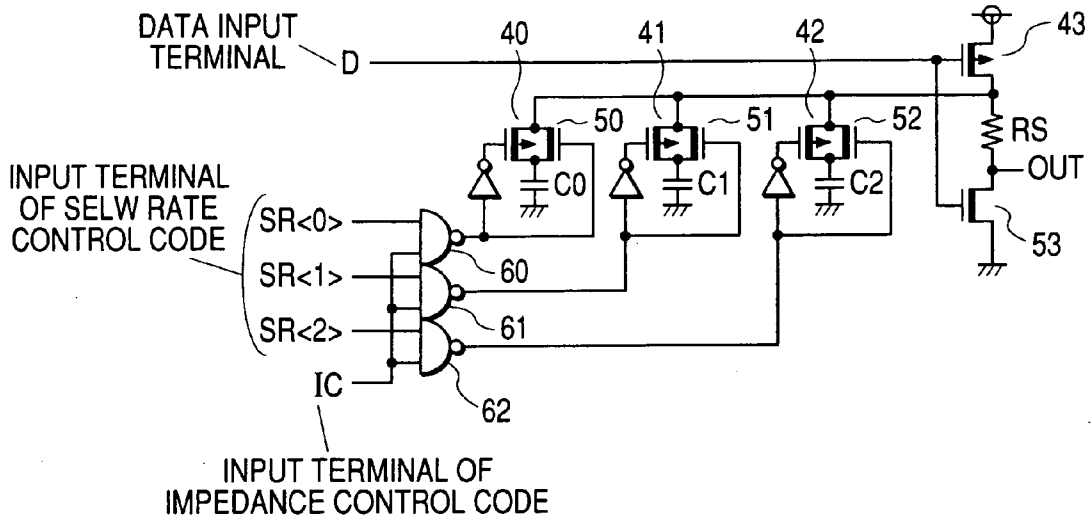 DATA INPUT
TERMINAL
D
40
41
42
43
50
51
52
RS
C0
C1
C2
OUT
53
INPUT TERMINAL
OF SELW RATE
CONTROL CODE
SR<0>
SR<1>
SR<2>
60
61
62
IC
INPUT TERMINAL OF
IMPEDANCE CONTROL CODE